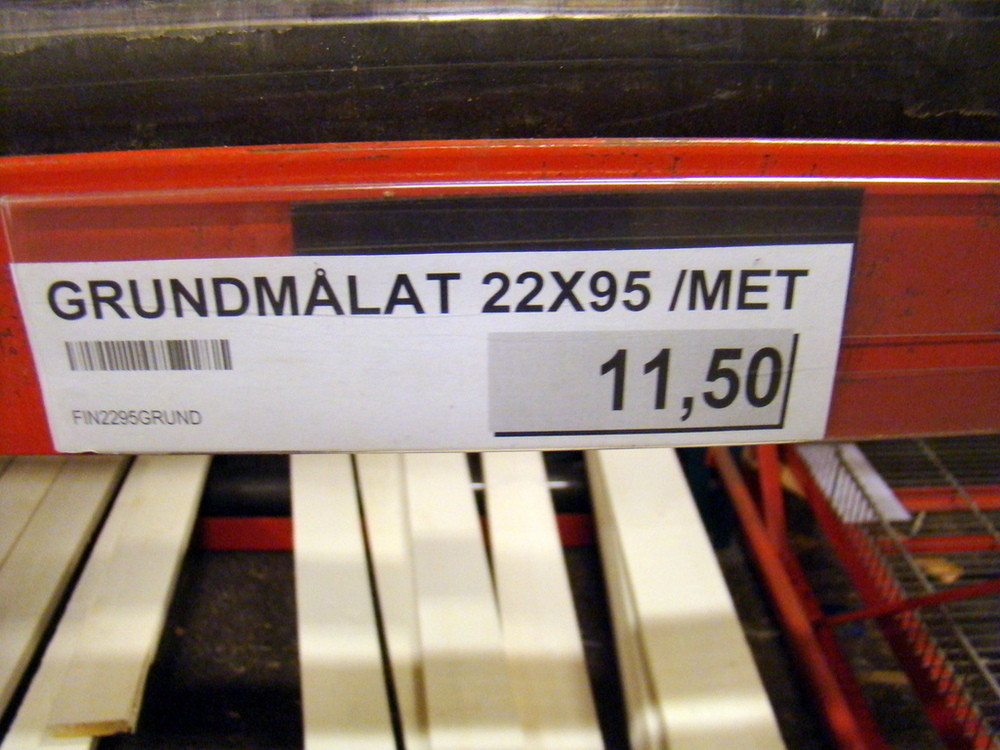 GRUNDMÅLAT 22X95 /MET
11,50
FIN2295GRUND